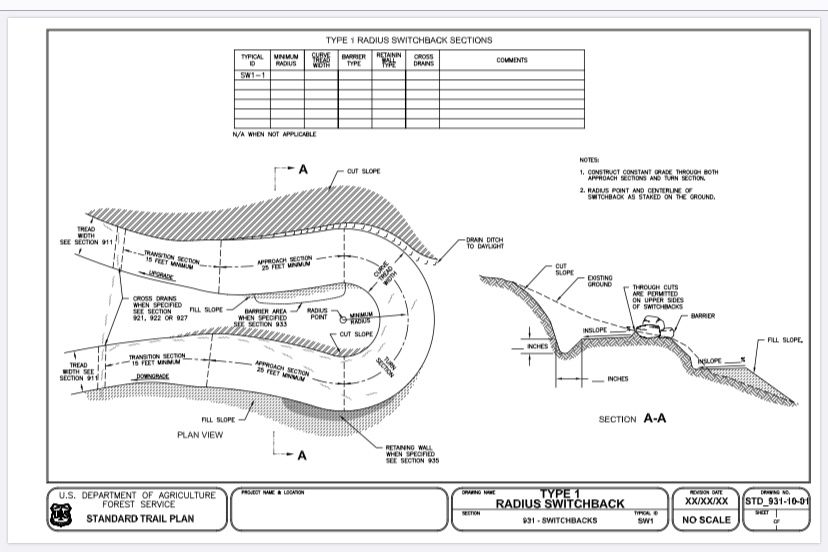 TYPE 1 RADIUS SWITCHBACK SECTIONS
TYPICAL ID
MINIMUM RADIUS
CURVE TREAD WIDTH
BARRIER TYPE
RETAININ WALL TYPE
CROSS DRAINS
COMMENTS
SW1-1
N/A WHEN NOT APPLICABLE
NOTES:
1. CONSTRUCT CONSTANT GRADE THROUGH BOTH
APPROACH SECTIONS AND TURN SECTION.
2. RADIUS POINT AND CENTERLINE OF
SWITCHBACK AS STAKED ON THE GROUND.
A
CUT SLOPE
TREAD
WIDTH
SEE SECTION 911
TRANSITION SECTION
15 FEET MINIMUM
APPROACH SECTION
25 FEET MINIMUM
UPGRADE
CURVE
TREAD
WIDTH
DRAIN DITCH
TO DAYLIGHT
CROSS DRAINS
WHEN SPECIFIED
SEE SECTION
921, 922 OR 927
FILL SLOPE
BARRIER AREA
WHEN SPECIFIED
SEE SECTION 933
RADIUS
POINT
MINIMUM
RADIUS
CUT SLOPE
TURN
SECTION
TREAD
WIDTH SEE
SECTION 911
TRANSITION SECTION
15 FEET MINIMUM
APPROACH SECTION
25 FEET MINIMUM
DOWNGRADE
FILL SLOPE
PLAN VIEW
A
RETAINING WALL
WHEN SPECIFIED
SEE SECTION 935
CUT
SLOPE
EXISTING
GROUND
THROUGH CUTS
ARE PERMITTED
ON UPPER SIDES
OF SWITCHBACKS
BARRIER
INSLOPE
INCHES
INCHES
INSLOPE %
FILL SLOPE.
SECTION A-A
U.S. DEPARTMENT OF AGRICULTURE
FOREST SERVICE
STANDARD TRAIL PLAN
PROJECT NAME & LOCATION
DRAWING NAME
TYPE 1
RADIUS SWITCHBACK
SECTION
931 - SWITCHBACKS
TYPICAL ID
SW1
REVISION DATE
XX/XX/XX
NO SCALE
DRAWING NO.
STD_931-10-01
SHEET
OF